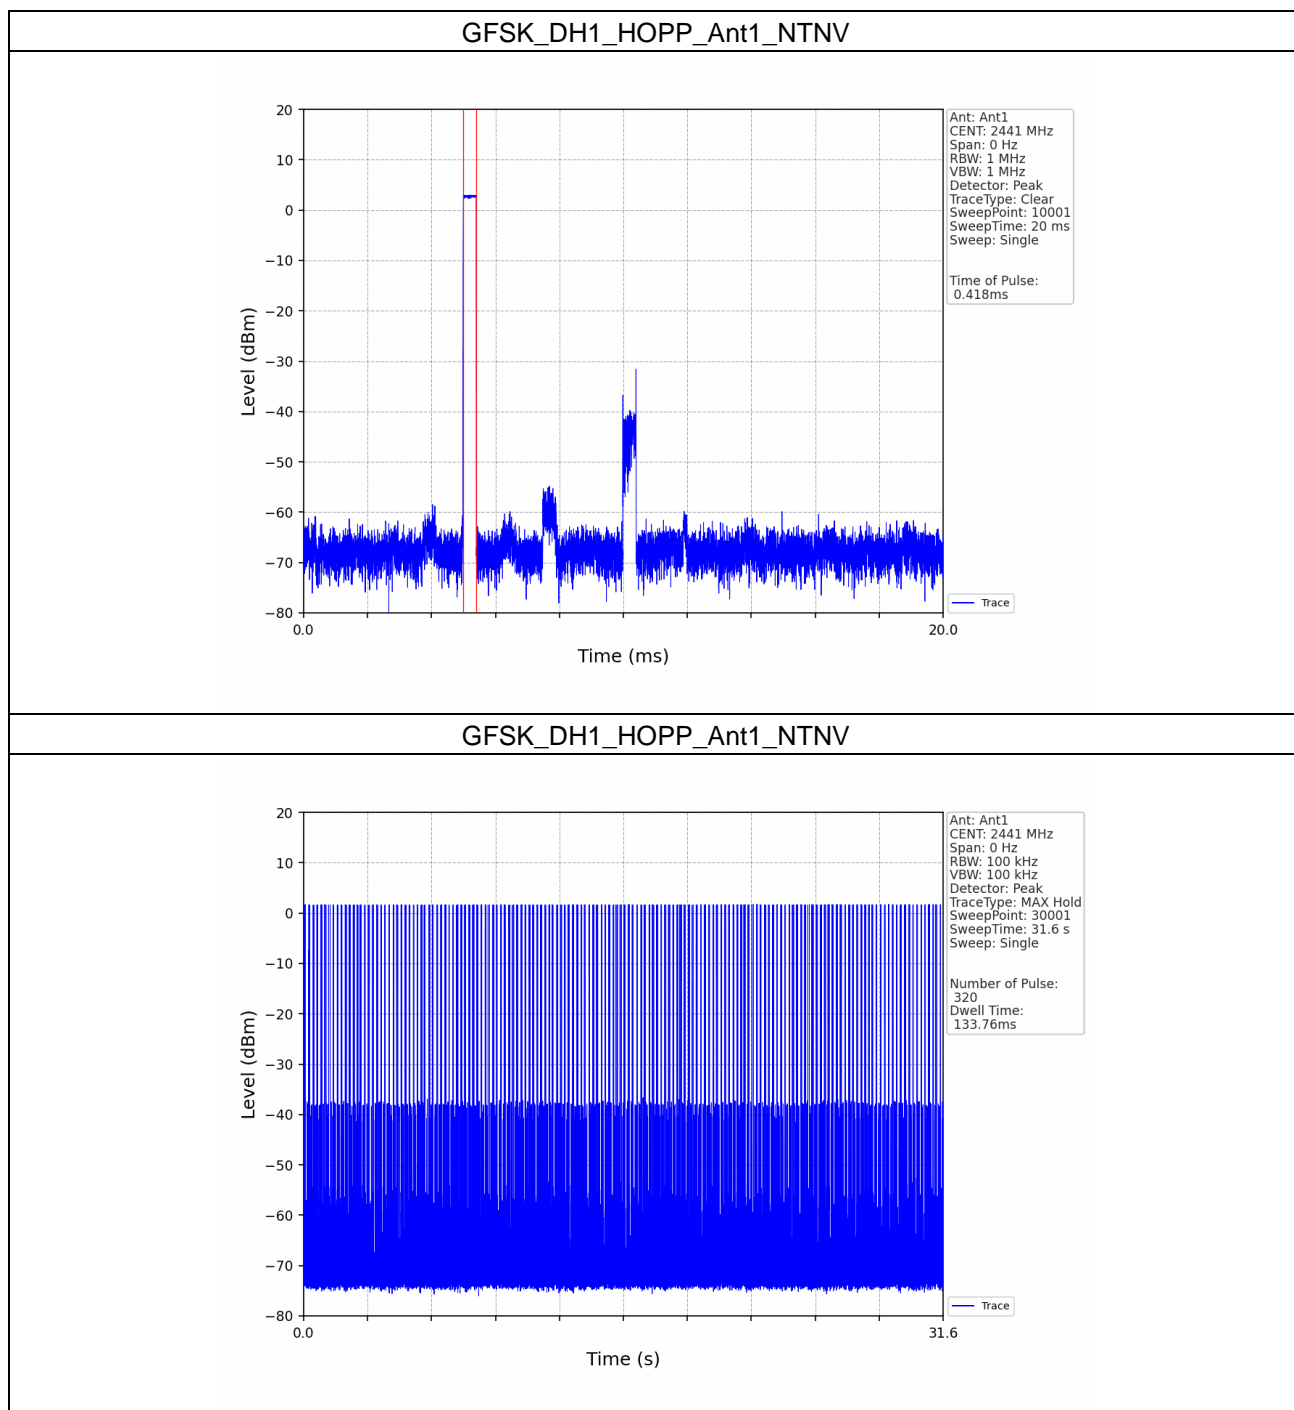 GFSK_DH1_HOPP_Ant1_NTNV
20
10
0
−10
−20
−30
−40
−50
−60
−70
−80
Level (dBm)
0.0
20.0
Time (ms)
Ant: Ant1
CENT: 2441 MHz
Span: 0 Hz
RBW: 1 MHz
VBW: 1 MHz
Detector: Peak
TraceType: Clear
SweepPoint: 10001
SweepTime: 20 ms
Sweep: Single
Time of Pulse:
0.418ms
Trace
GFSK_DH1_HOPP_Ant1_NTNV
20
10
0
−10
−20
−30
−40
−50
−60
−70
−80
Level (dBm)
0.0
31.6
Time (s)
Ant: Ant1
CENT: 2441 MHz
Span: 0 Hz
RBW: 100 kHz
VBW: 100 kHz
Detector: Peak
TraceType: MAX Hold
SweepPoint: 30001
SweepTime: 31.6 s
Sweep: Single
Number of Pulse:
320
Dwell Time:
133.76ms
Trace